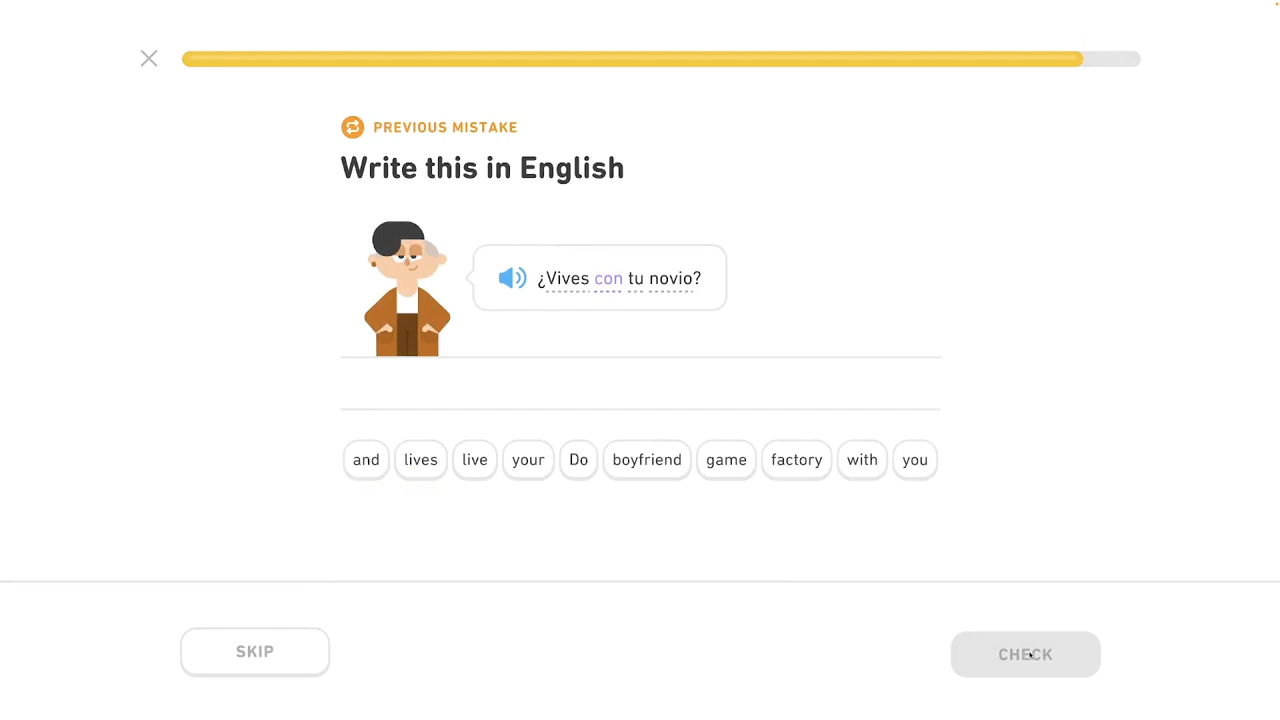 PREVIOUS MISTAKE
Write this in English
¿Vives con tu novio?
and lives live your Do boyfriend game factory with you
SKIP
CHECK